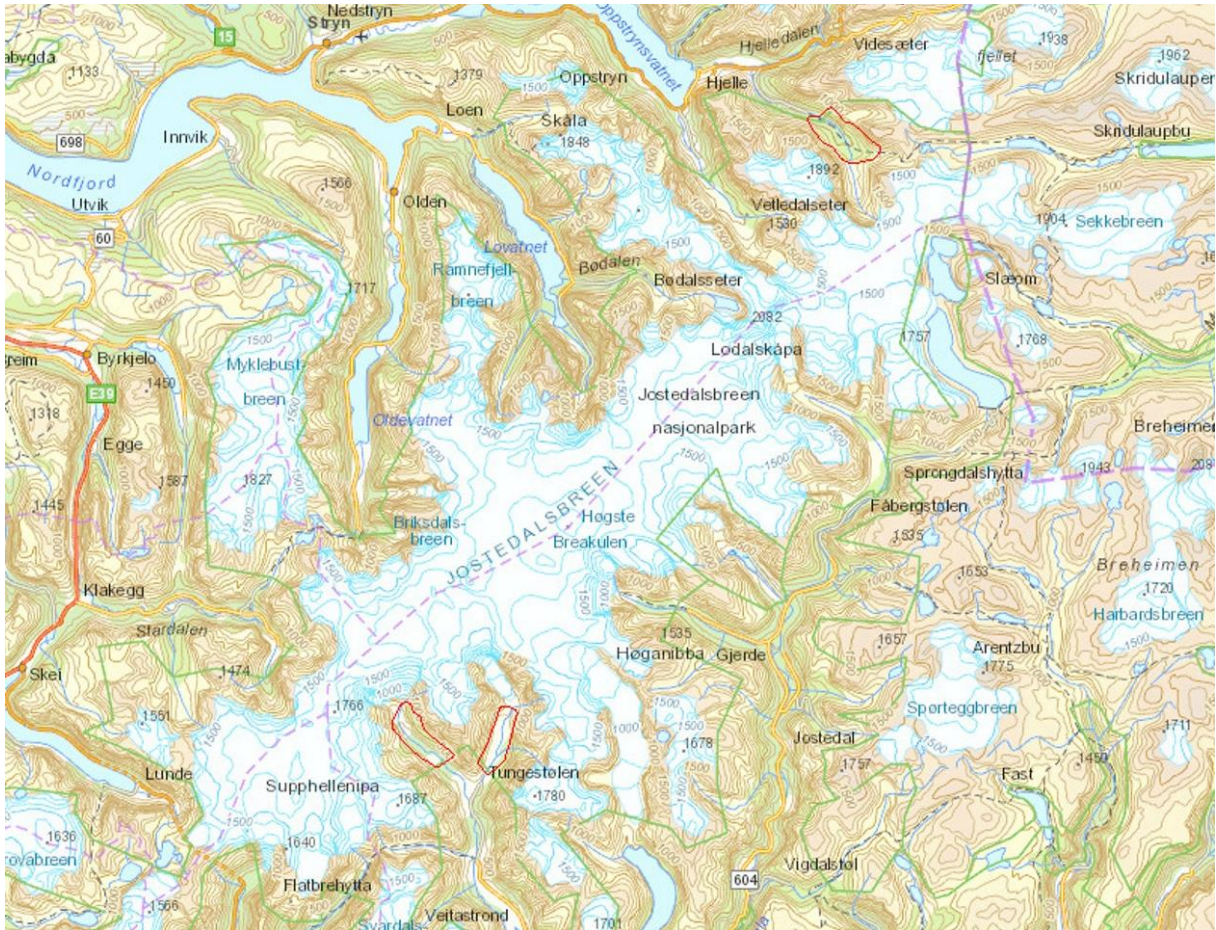 Nedstryn
Stryn
15
abygda
1133
1379
Oppstrynsvatnet
Hjelledalen
Videsæter
1938
fjellet
1962
Skridulaupen
Oppstryn
Hjelle
Loen
Skåla
1848
Innvik
698
Nordfjord
Utvik
60
1566
Olden
Skridulaupbu
1892
Vetledalseter
1530
1904
Sekkebreen
Lovatnet
Ramnefjell-
breen
Bødalen
Bødalsseter
Slæom
1717
2082
1757
1768
Lodalskåpa
Byrkjelo
Myklebust-
breen
E39
1450
1318
Jostedalsbreen
nasjonalpark
Oldevatnet
Egge
Breheimen
1587
1827
1445
Sprongdalshytta
1943
Fåbergstølen
Briksdals-
breen
JOSTEDALSBREEN
Høgste
Breakulen
1535
1653
Breheimen
1720
Harbardsbreen
Klakegg
Stardalen
1474
Skei
1535
Høganibba
Gjerde
1657
Arentzbu
1775
1551
1766
Spørteggbreen
1711
1678
Jostedal
Lunde
Tungestølen
1757
1459
Fast
Supphellenipa
1687
1780
1636
1640
Flatbrehytta
604
Vigdalstøl
1566
Veitastrond
1701